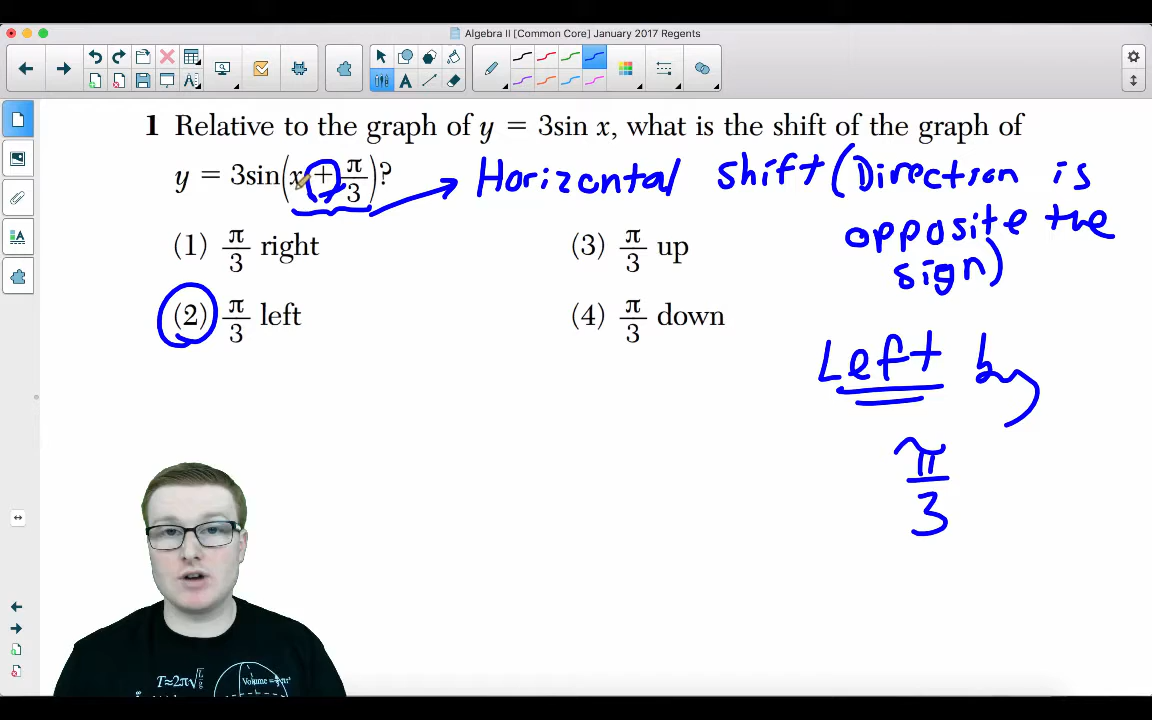 Algebra II [Common Core] January 2017 Regents
1 Relative to the graph of y = 3sin x, what is the shift of the graph of
y = 3sin(x + π/3)?
Horizontal shift (Direction is
opposite the
sign)
(1) π/3 right
(3) π/3 up
(2) π/3 left
(4) π/3 down
Left by
π/3
T≈2π√L/g
Volume=